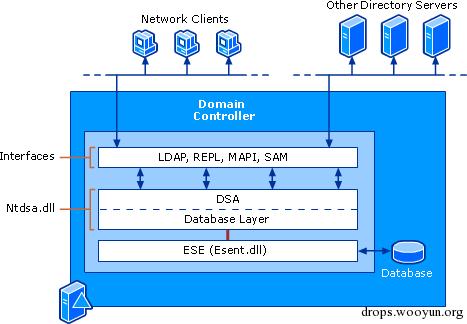 Network Clients
Other Directory Servers
Domain
Controller
Interfaces
LDAP, REPL, MAPI, SAM
Ntdsa.dll
DSA
Database Layer
ESE (Esent.dll)
Database
drops.wooyun.org